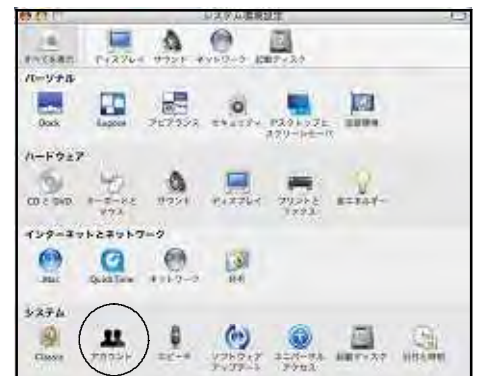 システム環境設定
すべてを表示 ディスプレイ サウンド ネットワーク 起動ディスク
パーソナル
Dock Exposé アピアランス セキュリティ デスクトップと
スクリーンセーバ 言語環境
ハードウェア
CD と DVD キーボードと
マウス サウンド ディスプレイ プリントと
ファクス 省エネルギー
インターネットとネットワーク
.Mac QuickTime ネットワーク 共有
システム
Classic アカウント スピーチ ソフトウェア
アップデート ユニバーサル
アクセス 起動ディスク 日付と時刻